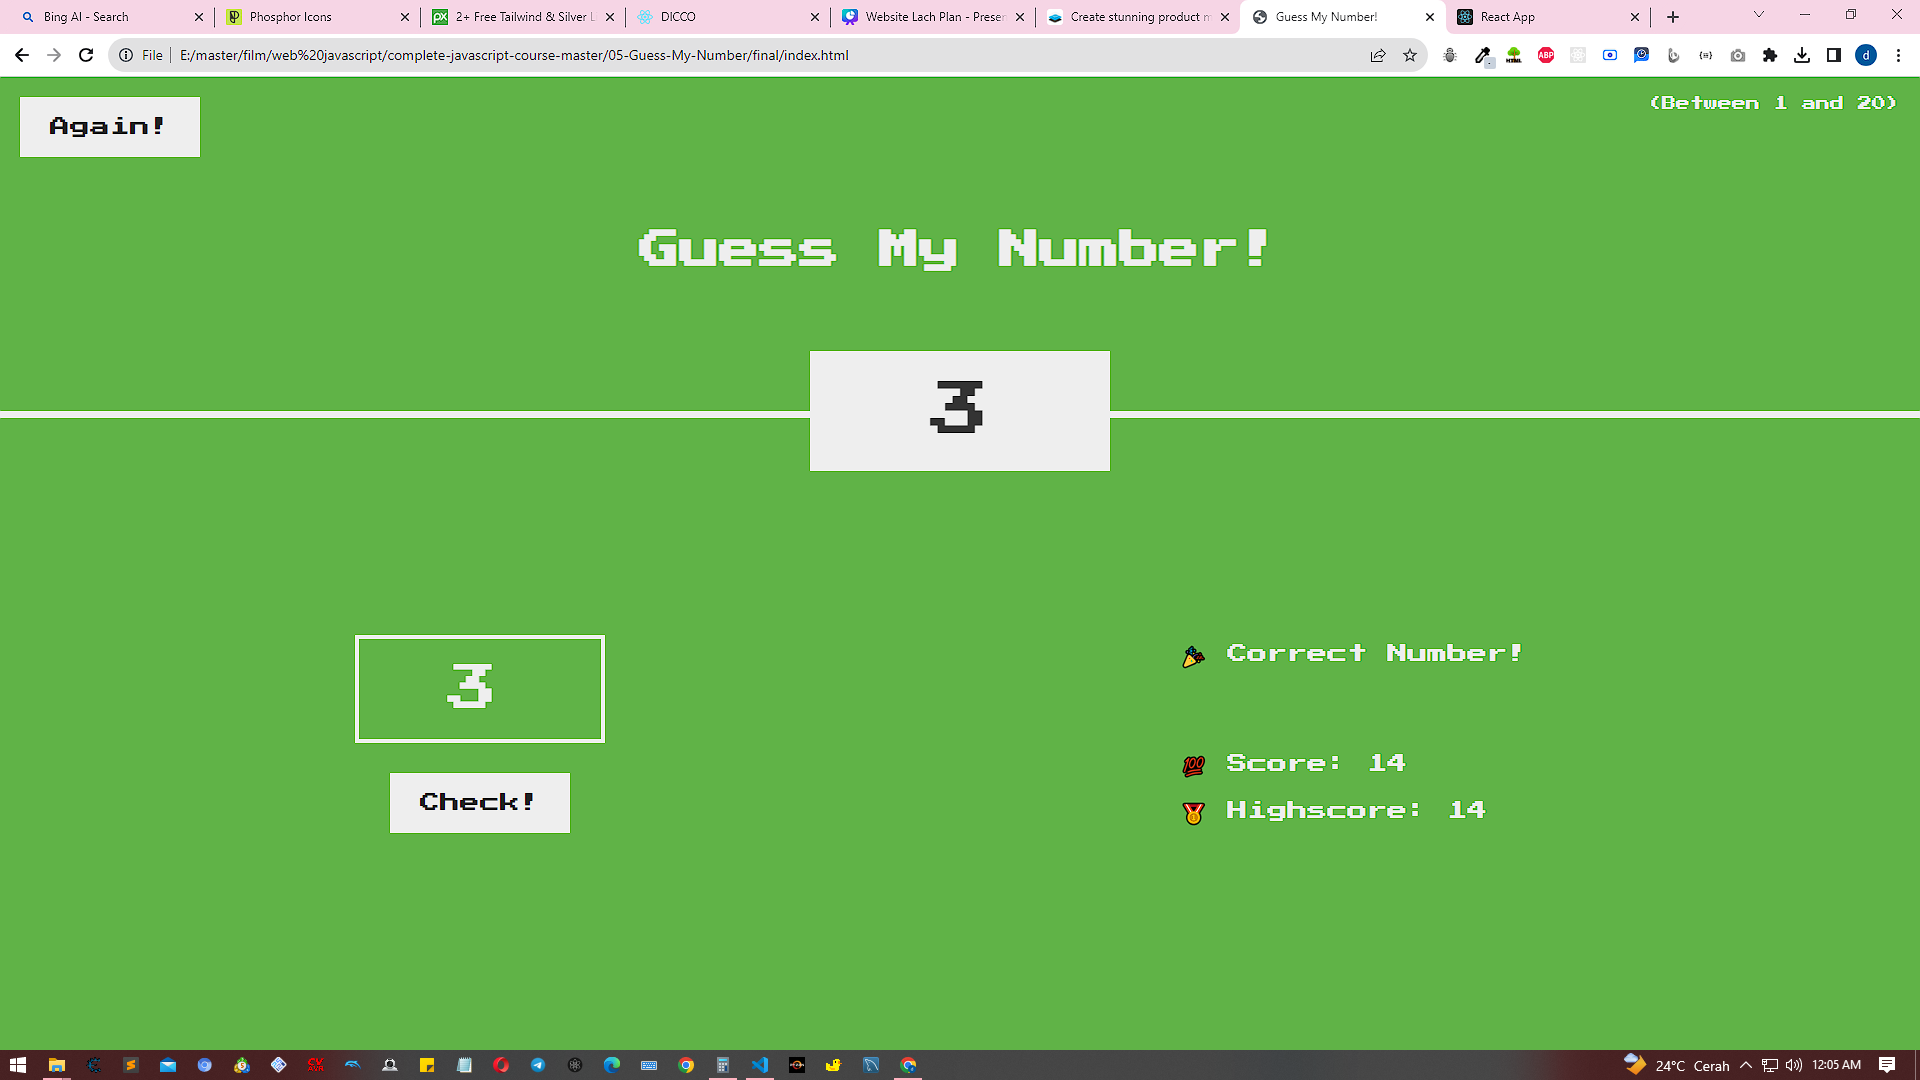 Bing AI - Search
Phosphor Icons
2+ Free Tailwind & Silver L
DICCO
Website Lach Plan - Presen
Create stunning product m
Guess My Number!
React App
File
E:/master/film/web%20javascript/complete-javascript-course-master/05-Guess-My-Number/final/index.html
ABP
d
Again!
(Between 1 and 20)
Guess My Number!
3
3
Check!
🎉 Correct Number!
💯 Score: 14
🥇 Highscore: 14
24°C Cerah
12:05 AM